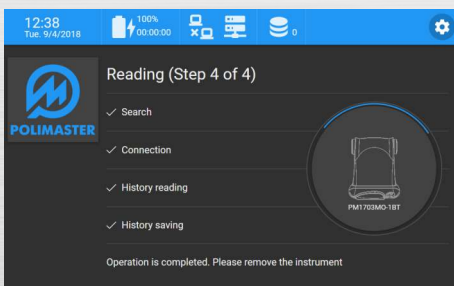 12:38
Tue. 9/4/2018
100%
00:00:00
0
POLIMASTER
Reading (Step 4 of 4)
Search
Connection
History reading
History saving
PM1703MO-1BT
Operation is completed. Please remove the instrument